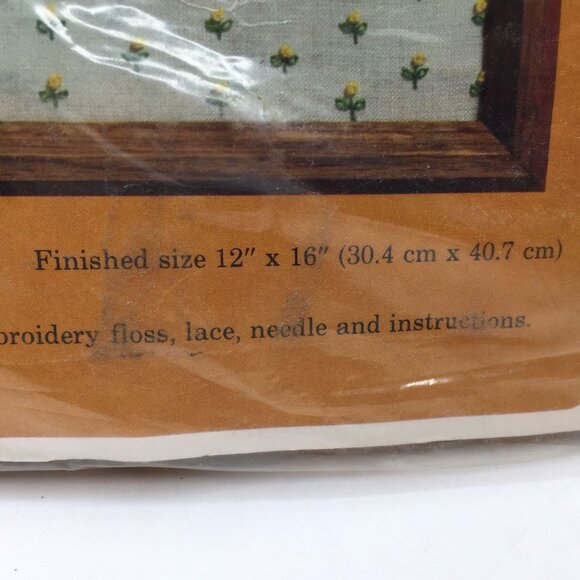 Finished size 12" x 16" (30.4 cm x 40.7 cm)
broidery floss, lace, needle and instructions.